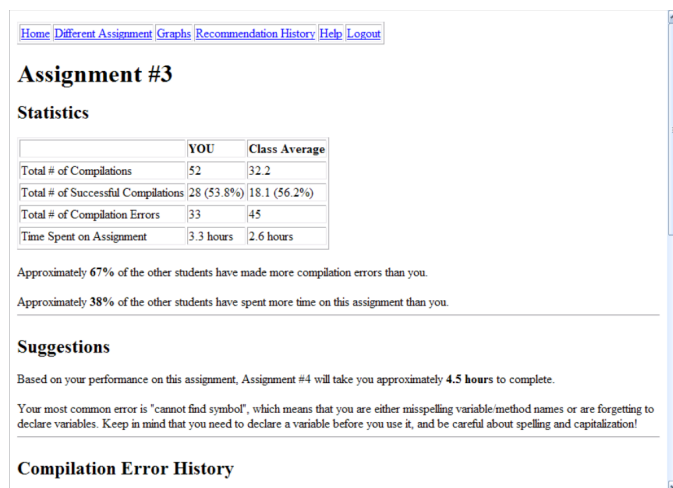 Home Different Assignment Graphs Recommendation History Help Logout
Assignment #3
Statistics
YOU Class Average
Total # of Compilations 52 32.2
Total # of Successful Compilations 28 (53.8%) 18.1 (56.2%)
Total # of Compilation Errors 33 45
Time Spent on Assignment 3.3 hours 2.6 hours
Approximately 67% of the other students have made more compilation errors than you.
Approximately 38% of the other students have spent more time on this assignment than you.
Suggestions
Based on your performance on this assignment, Assignment #4 will take you approximately 4.5 hours to complete.
Your most common error is "cannot find symbol", which means that you are either misspelling variable/method names or are forgetting to
declare variables. Keep in mind that you need to declare a variable before you use it, and be careful about spelling and capitalization!
Compilation Error History